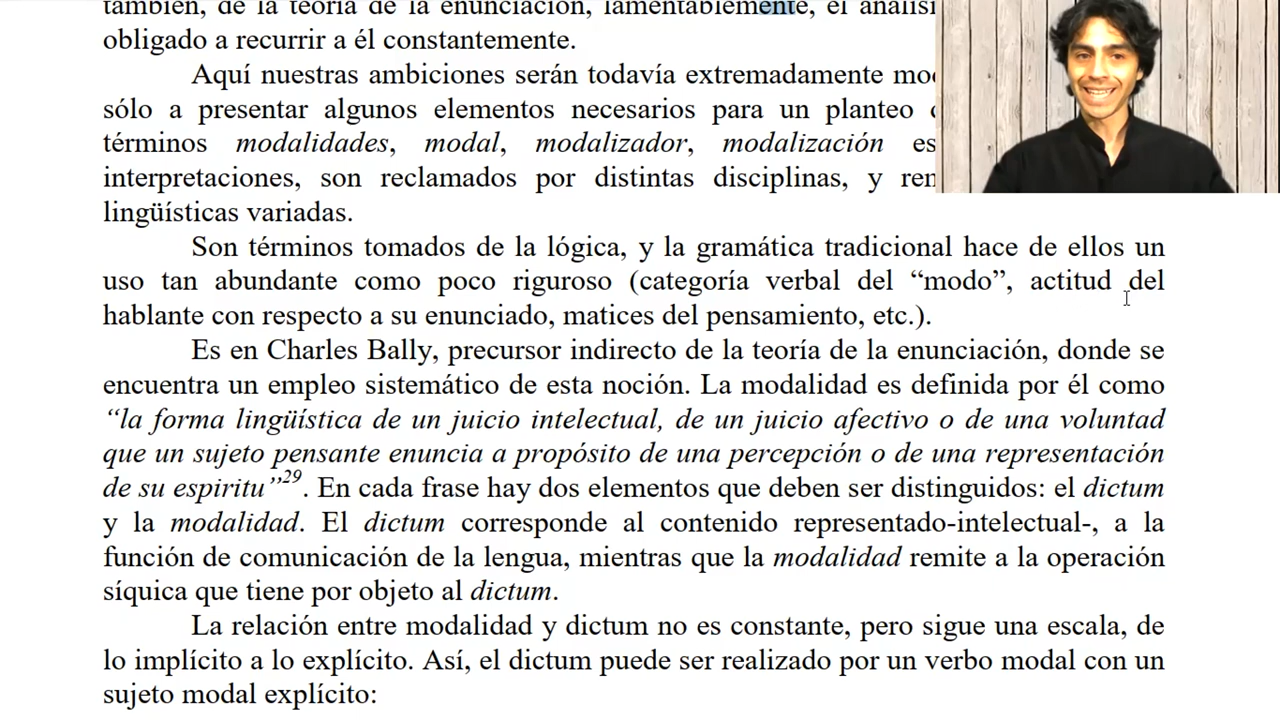 también, de la teoría de la enunciación, lamentablemente, el análisi
obligado a recurrir a él constantemente.
Aquí nuestras ambiciones serán todavía extremadamente
sólo a presentar algunos elementos necesarios para un planteo
términos modalidades, modal, modalizador, modalización
interpretaciones, son reclamados por distintas disciplinas, y
lingüísticas variadas.
Son términos tomados de la lógica, y la gramática tradicional hace de ellos un
uso tan abundante como poco riguroso (categoría verbal del “modo”, actitud del
hablante con respecto a su enunciado, matices del pensamiento, etc.).
Es en Charles Bally, precursor indirecto de la teoría de la enunciación, donde se
encuentra un empleo sistemático de esta noción. La modalidad es definida por él como
“la forma lingüística de un juicio intelectual, de un juicio afectivo o de una voluntad
que un sujeto pensante enuncia a propósito de una percepción o de una representación
de su espiritu”29. En cada frase hay dos elementos que deben ser distinguidos: el dictum
y la modalidad. El dictum corresponde al contenido representado-intelectual-, a la
función de comunicación de la lengua, mientras que la modalidad remite a la operación
síquica que tiene por objeto al dictum.
La relación entre modalidad y dictum no es constante, pero sigue una escala, de
lo implícito a lo explícito. Así, el dictum puede ser realizado por un verbo modal con un
sujeto modal explícito: